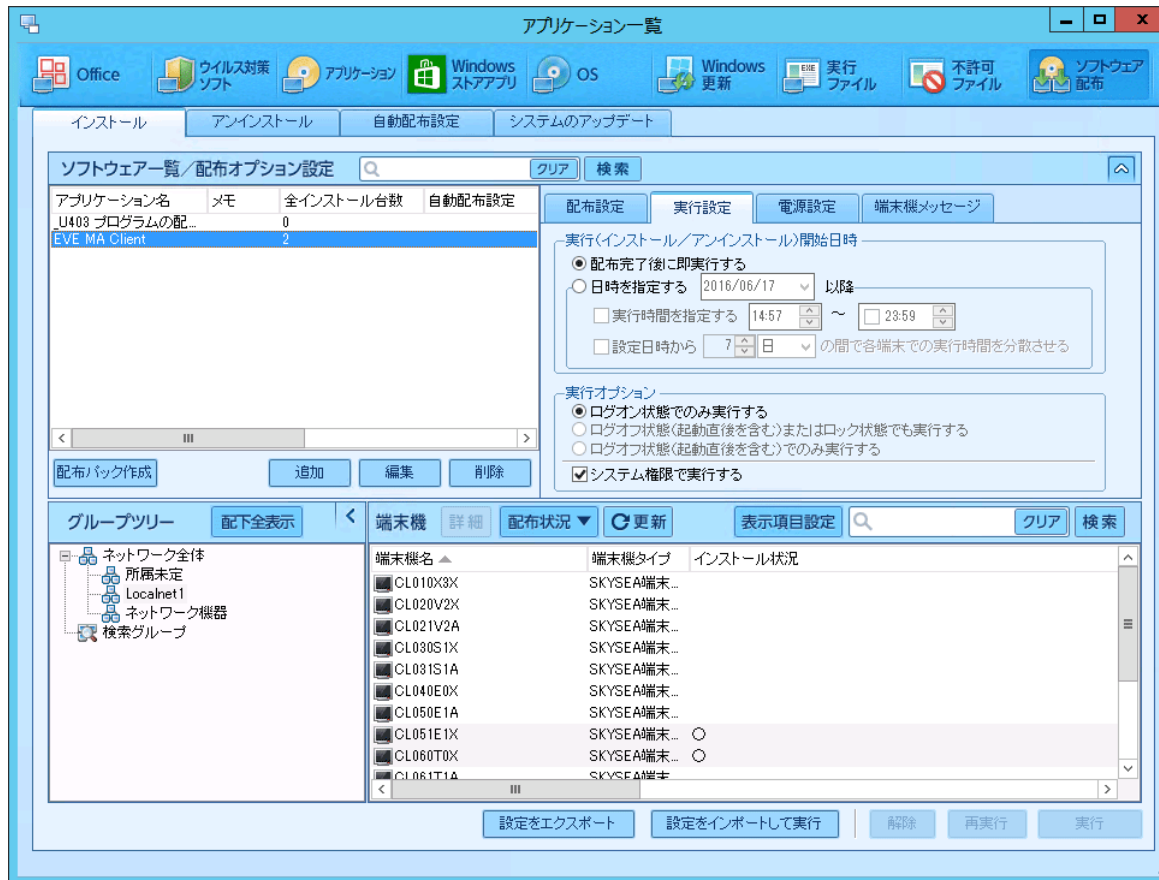 アプリケーション一覧
Office
ウイルス対策
ソフト
アプリケーション
Windows
ストアアプリ
OS
Windows
更新
EXE
実行
ファイル
不許可
ファイル
ソフトウェア
配布
インストール アンインストール 自動配布設定 システムのアップデート
ソフトウェア一覧/配布オプション設定 クリア 検索
アプリケーション名 メモ 全インストール台数 自動配布設定
_U403 プログラムの配... 0
EVE MA Client 2
配布パック作成 追加 編集 削除
配布設定 実行設定 電源設定 端末機メッセージ
実行(インストール/アンインストール)開始日時
配布完了後に即実行する
日時を指定する 2016/06/17 以降
実行時間を指定する 14:57 ～ 23:59
設定日時から 7 日 の間で各端末での実行時間を分散させる
実行オプション
ログオン状態でのみ実行する
ログオフ状態(起動直後を含む)またはロック状態でも実行する
ログオフ状態(起動直後を含む)でのみ実行する
システム権限で実行する
グループツリー 配下全表示
ネットワーク全体
所属未定
Localnet1
ネットワーク機器
検索グループ
端末機 詳細 配布状況▼ 更新 表示項目設定 クリア 検索
端末機名 端末機タイプ インストール状況
CL010X3X SKYSEA端末...
CL020V2X SKYSEA端末...
CL021V2A SKYSEA端末...
CL030S1X SKYSEA端末...
CL031S1A SKYSEA端末...
CL040E0X SKYSEA端末...
CL050E1A SKYSEA端末...
CL051E1X SKYSEA端末... ○
CL060T0X SKYSEA端末... ○
CL061T1A SKYSEA端末
設定をエクスポート 設定をインポートして実行 解除 再実行 実行